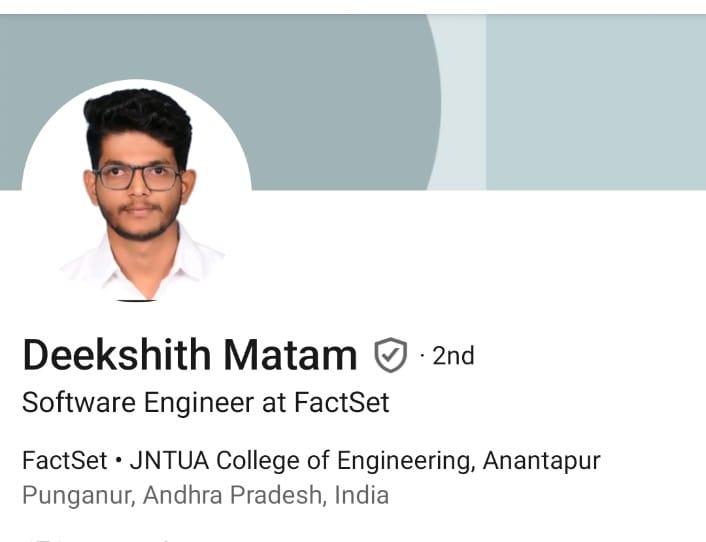 Deekshith Matam · 2nd
Software Engineer at FactSet
FactSet • JNTUA College of Engineering, Anantapur
Punganur, Andhra Pradesh, India